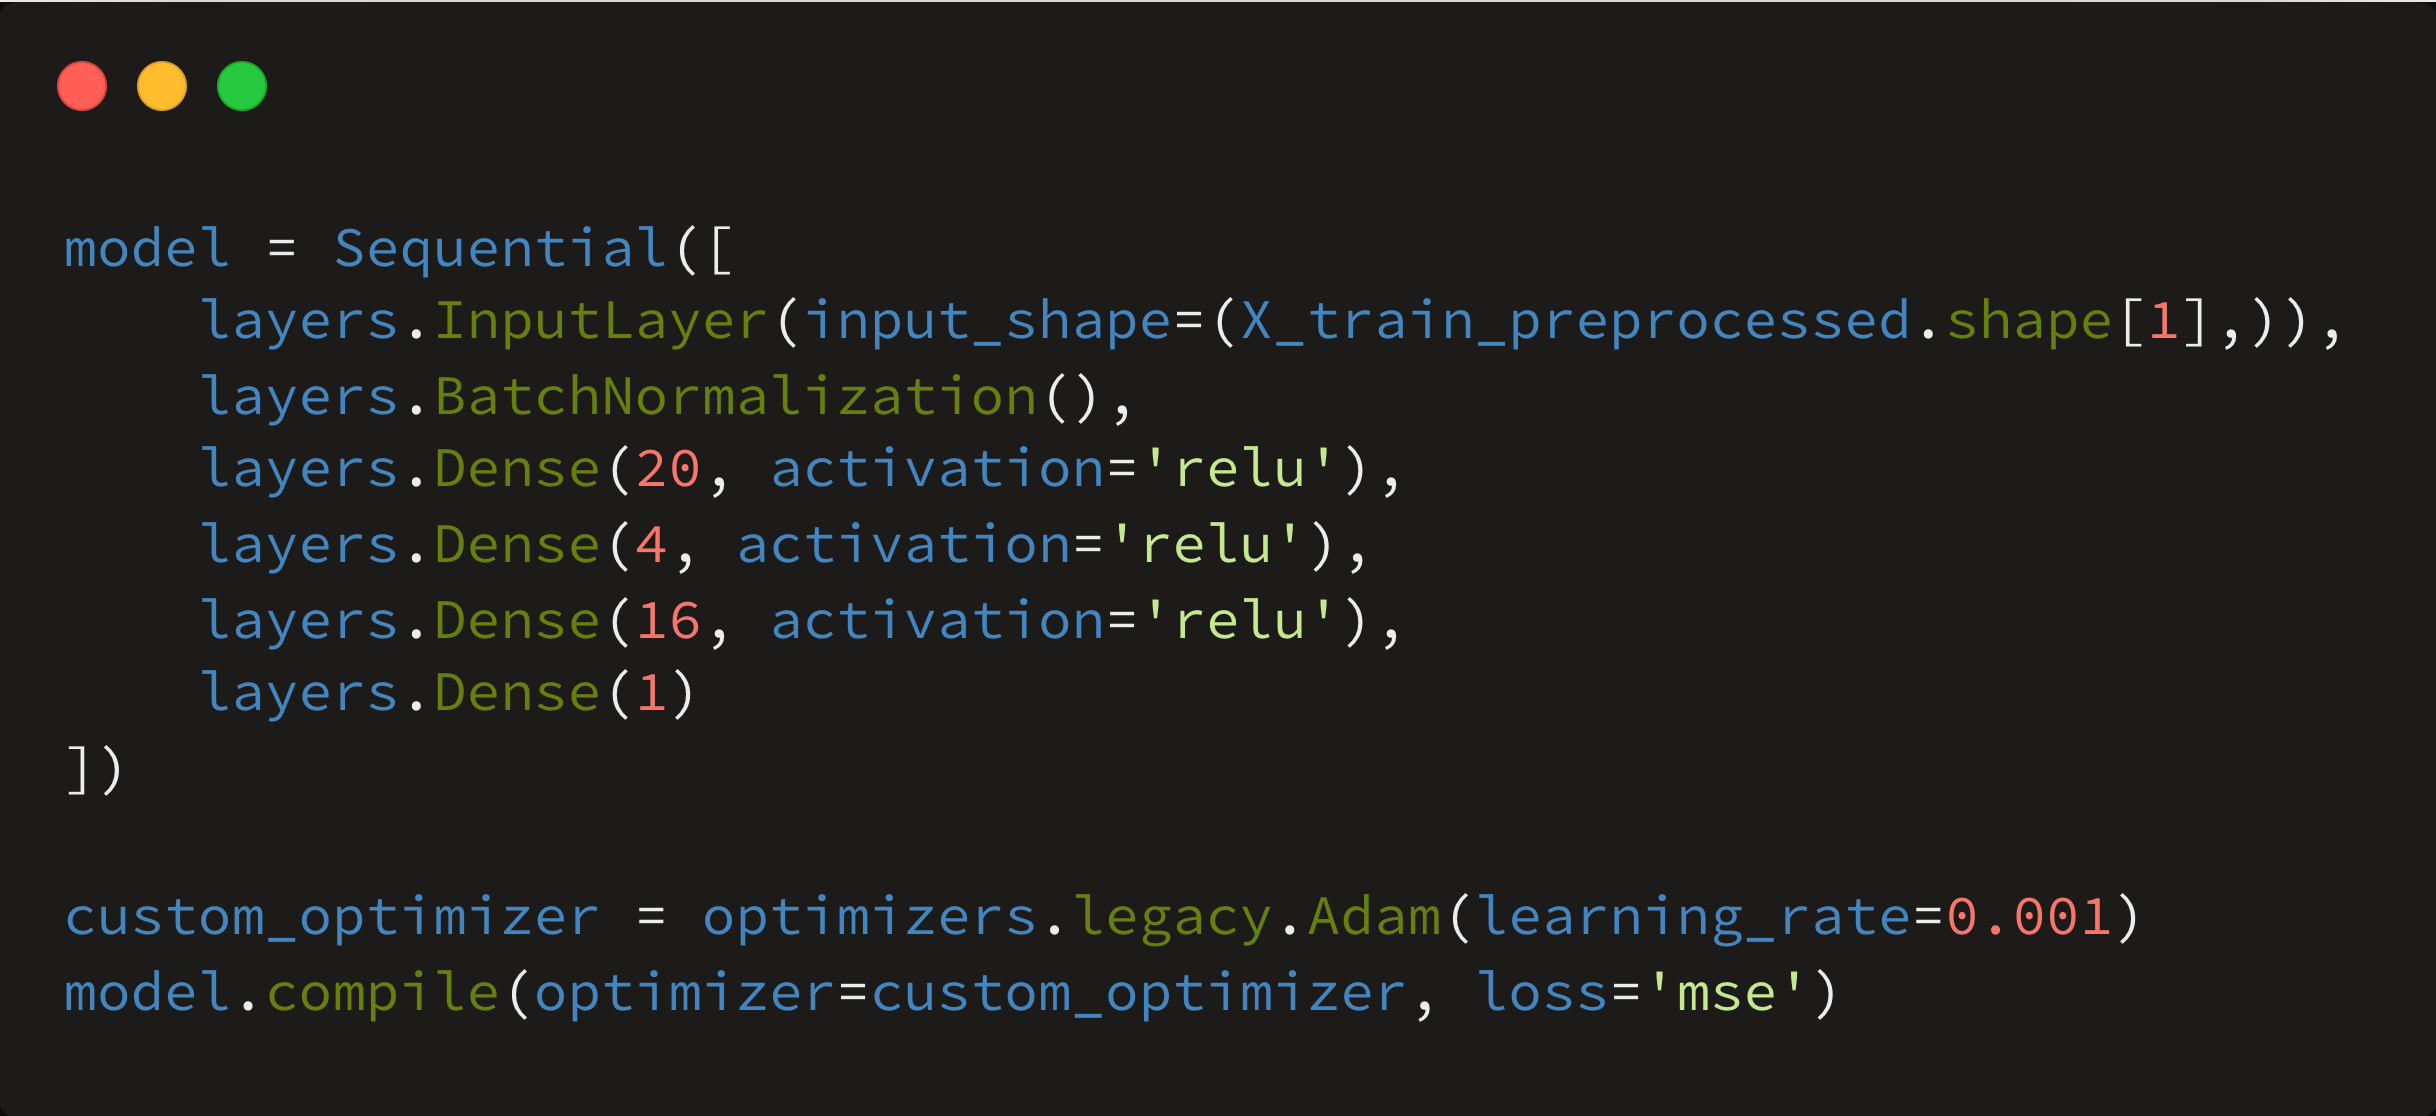 model = Sequential([
    layers.InputLayer(input_shape=(X_train_preprocessed.shape[1],)),
    layers.BatchNormalization(),
    layers.Dense(20, activation='relu'),
    layers.Dense(4, activation='relu'),
    layers.Dense(16, activation='relu'),
    layers.Dense(1)
])

custom_optimizer = optimizers.legacy.Adam(learning_rate=0.001)
model.compile(optimizer=custom_optimizer, loss='mse')